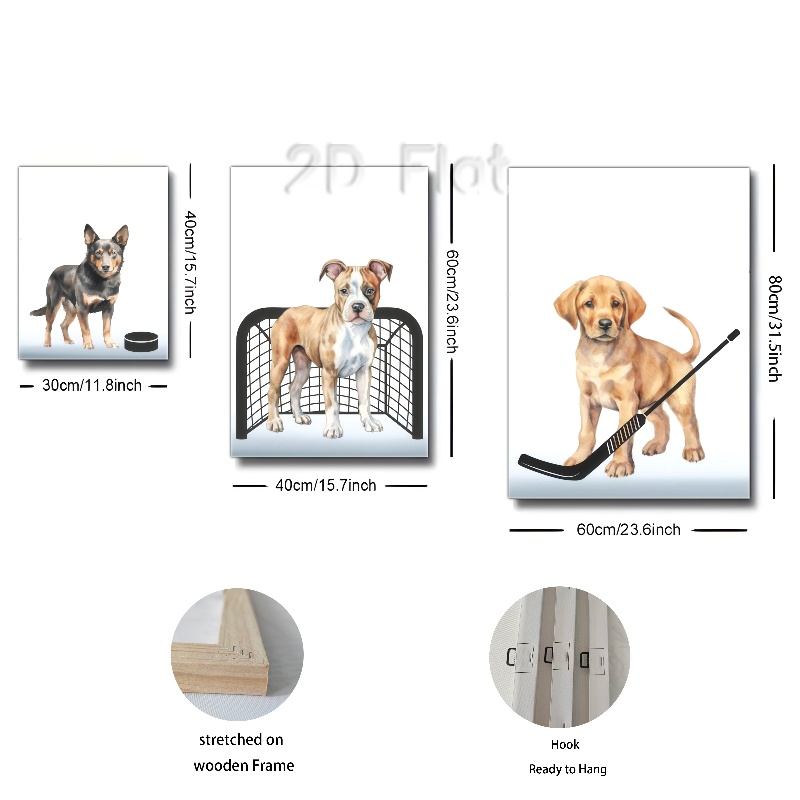 2D Flat
40cm/15.7inch
60cm/23.6inch
80cm/31.5inch
30cm/11.8inch
40cm/15.7inch
60cm/23.6inch
stretched on
wooden Frame
Hook
Ready to Hang